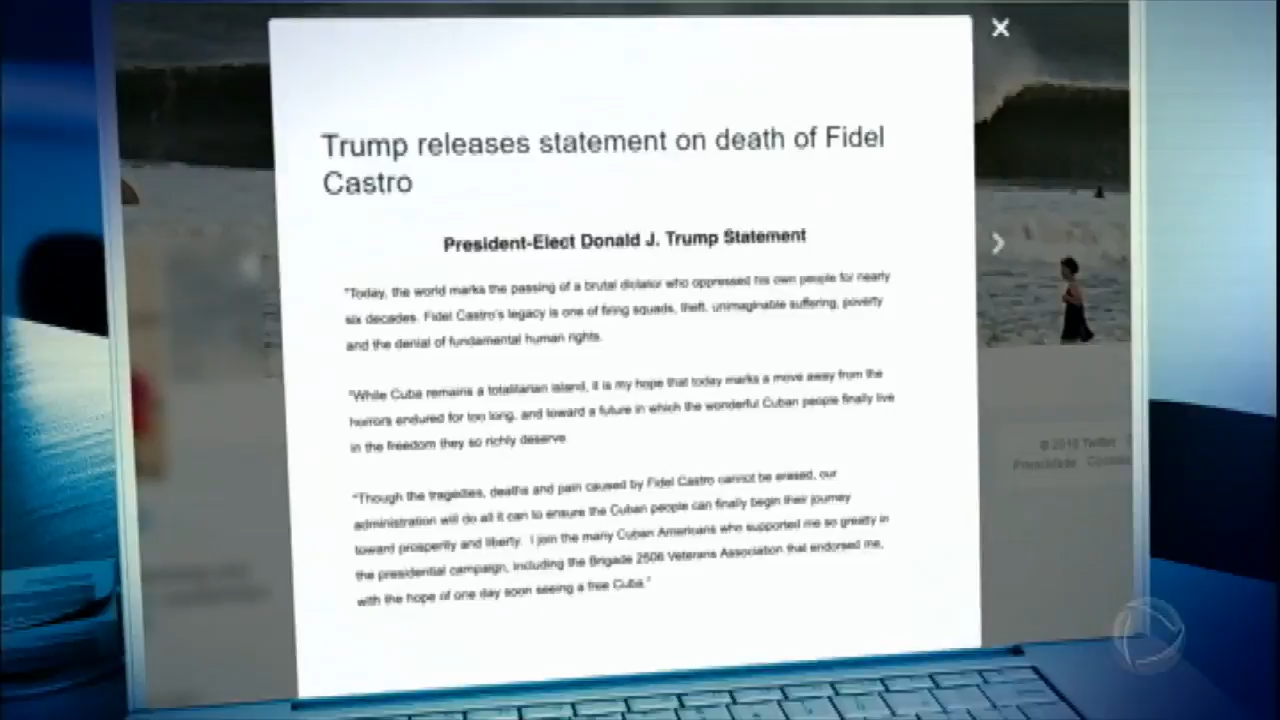 Trump releases statement on death of Fidel
Castro
President-Elect Donald J. Trump Statement
"Today, the world marks the passing of a brutal dictator who oppressed his own people for nearly
six decades. Fidel Castro's legacy is one of firing squads, theft, unimaginable suffering, poverty
and the denial of fundamental human rights.
"While Cuba remains a totalitarian island, it is my hope that today marks a move away from the
horrors endured for too long, and toward a future in which the wonderful Cuban people finally live
in the freedom they so richly deserve.
"Though the tragedies, deaths and pain caused by Fidel Castro cannot be erased, our
administration will do all it can to ensure the Cuban people can finally begin their journey
toward prosperity and liberty. I join the many Cuban Americans who supported me so greatly in
the presidential campaign, including the Brigade 2506 Veterans Association that endorsed me,
with the hope of one day soon seeing a free Cuba."
Twitter